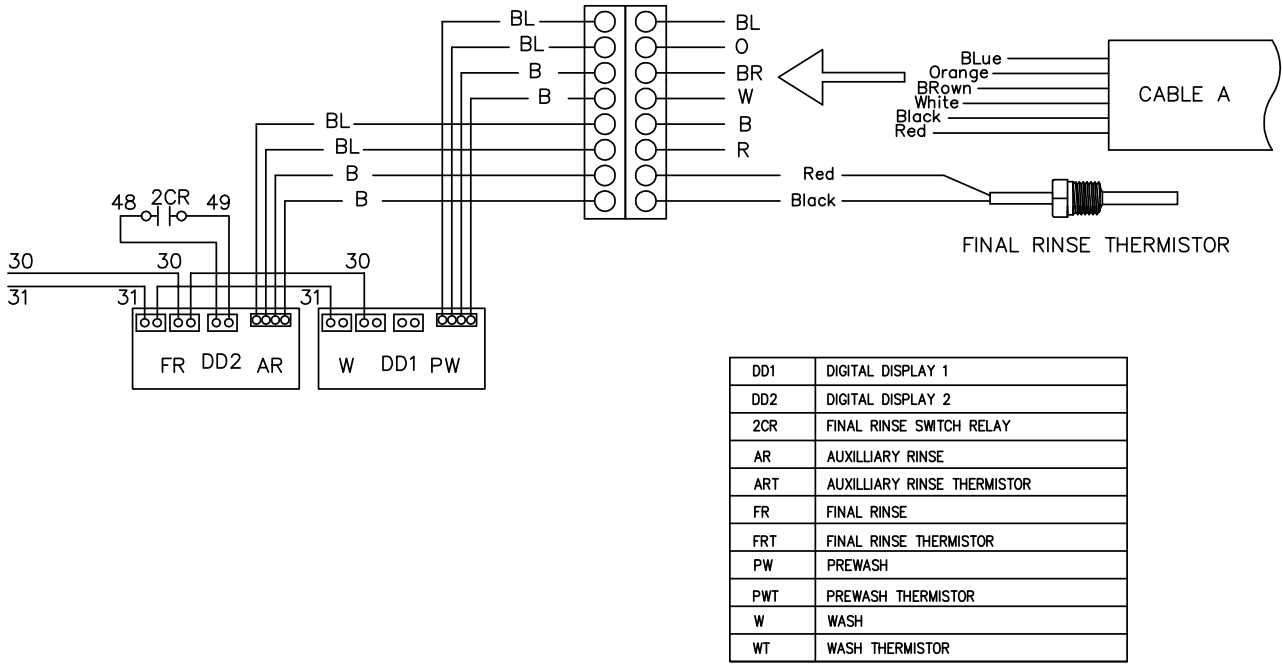 BL BL
BL O
B BR
B W
BL B
BL R
B Red
B Black
BLue
Orange
BRown
White
Black
Red
CABLE A
FINAL RINSE THERMISTOR
48 2CR 49
30 30 30
31 31 31
FR DD2 AR
W DD1 PW
DD1 DIGITAL DISPLAY 1
DD2 DIGITAL DISPLAY 2
2CR FINAL RINSE SWITCH RELAY
AR AUXILLIARY RINSE
ART AUXILLIARY RINSE THERMISTOR
FR FINAL RINSE
FRT FINAL RINSE THERMISTOR
PW PREWASH
PWT PREWASH THERMISTOR
W WASH
WT WASH THERMISTOR